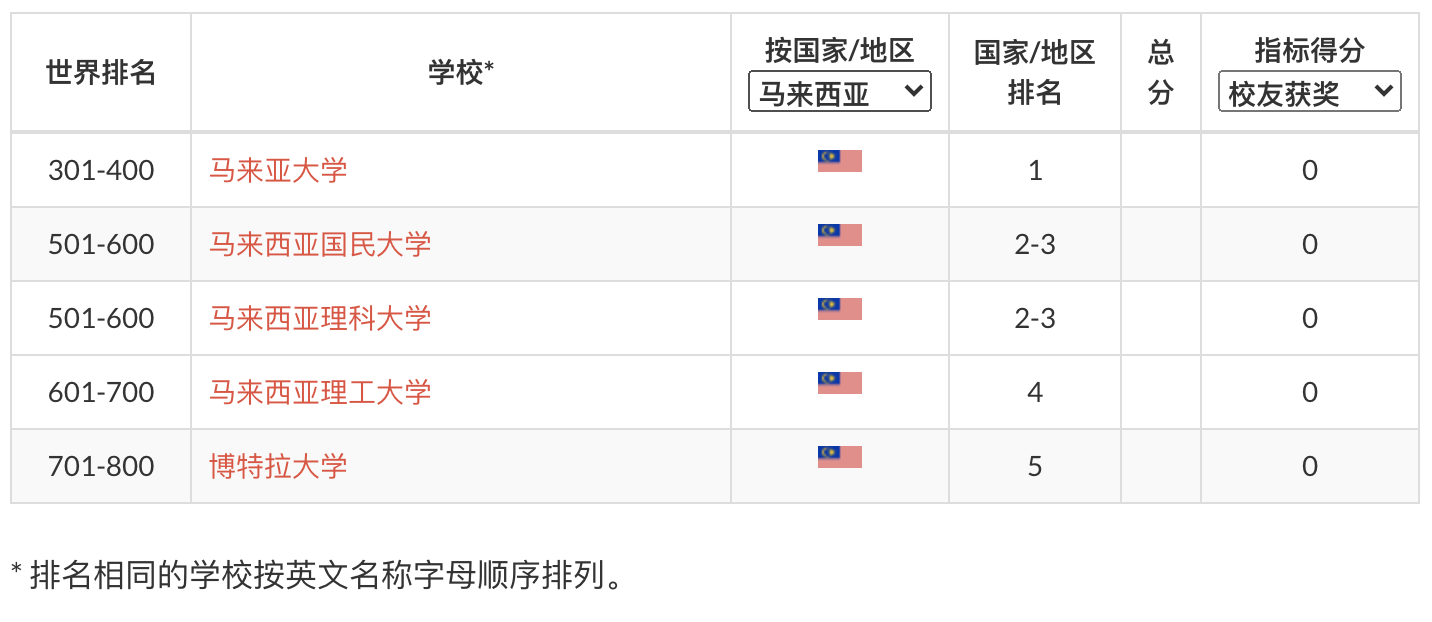 世界排名 学校* 按国家/地区 马来西亚 国家/地区排名 总分 指标得分 校友获奖
301-400 马来亚大学 1 0
501-600 马来西亚国民大学 2-3 0
501-600 马来西亚理科大学 2-3 0
601-700 马来西亚理工大学 4 0
701-800 博特拉大学 5 0
* 排名相同的学校按英文名称字母顺序排列。